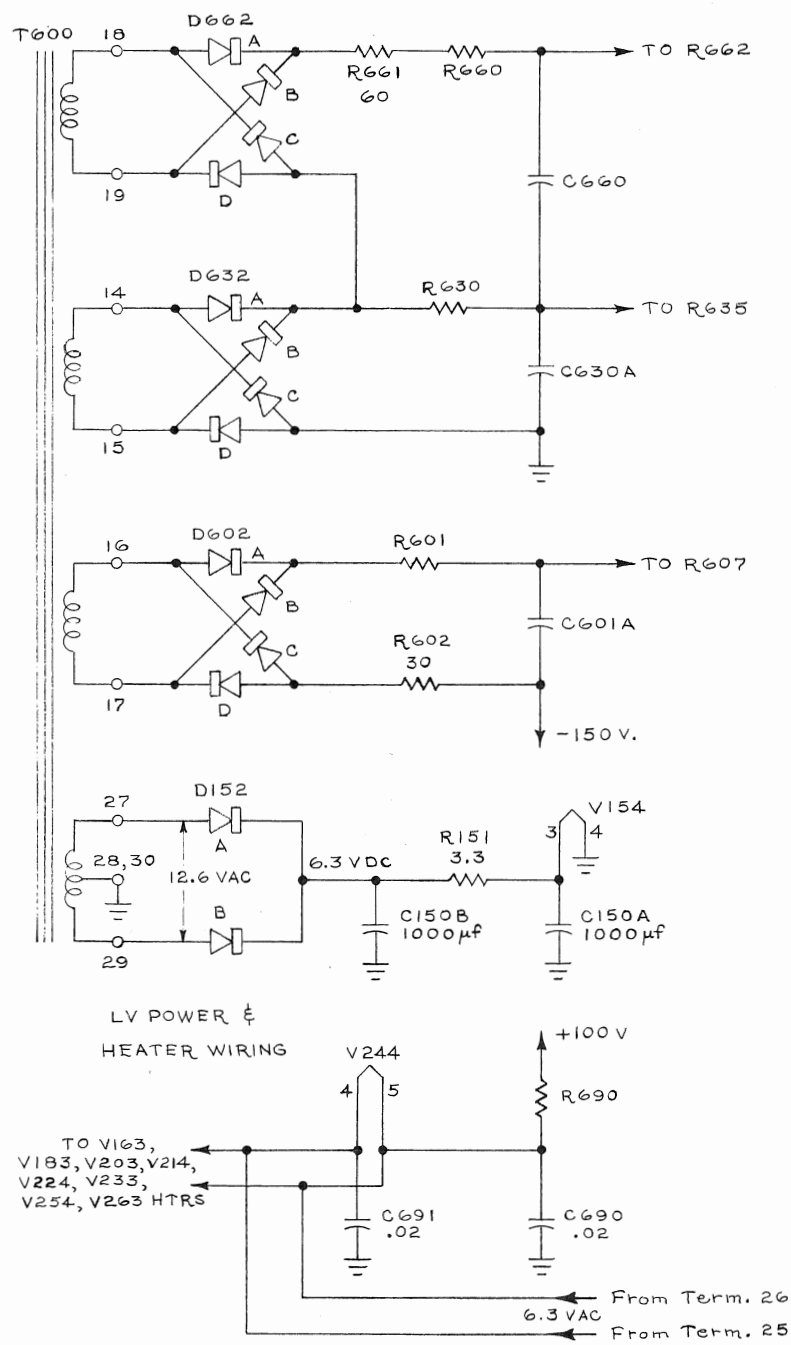 T600
18
D662
A
B
C
D
19
R661
60
R660
TO R662
C660
14
D632
A
B
C
D
15
R630
TO R635
C630A
16
D602
A
B
C
D
17
R601
R602
30
TO R607
C601A
-150 V.
27
D152
A
28,30
12.6 VAC
B
29
6.3 VDC
R151
3.3
V154
3
4
C150B
1000µf
C150A
1000µf
LV POWER &
HEATER WIRING
V244
4
5
+100 V
R690
TO V163,
V183, V203, V214,
V224, V233,
V254, V263 HTRS
C691
.02
C690
.02
From Term. 26
6.3 VAC
From Term. 25